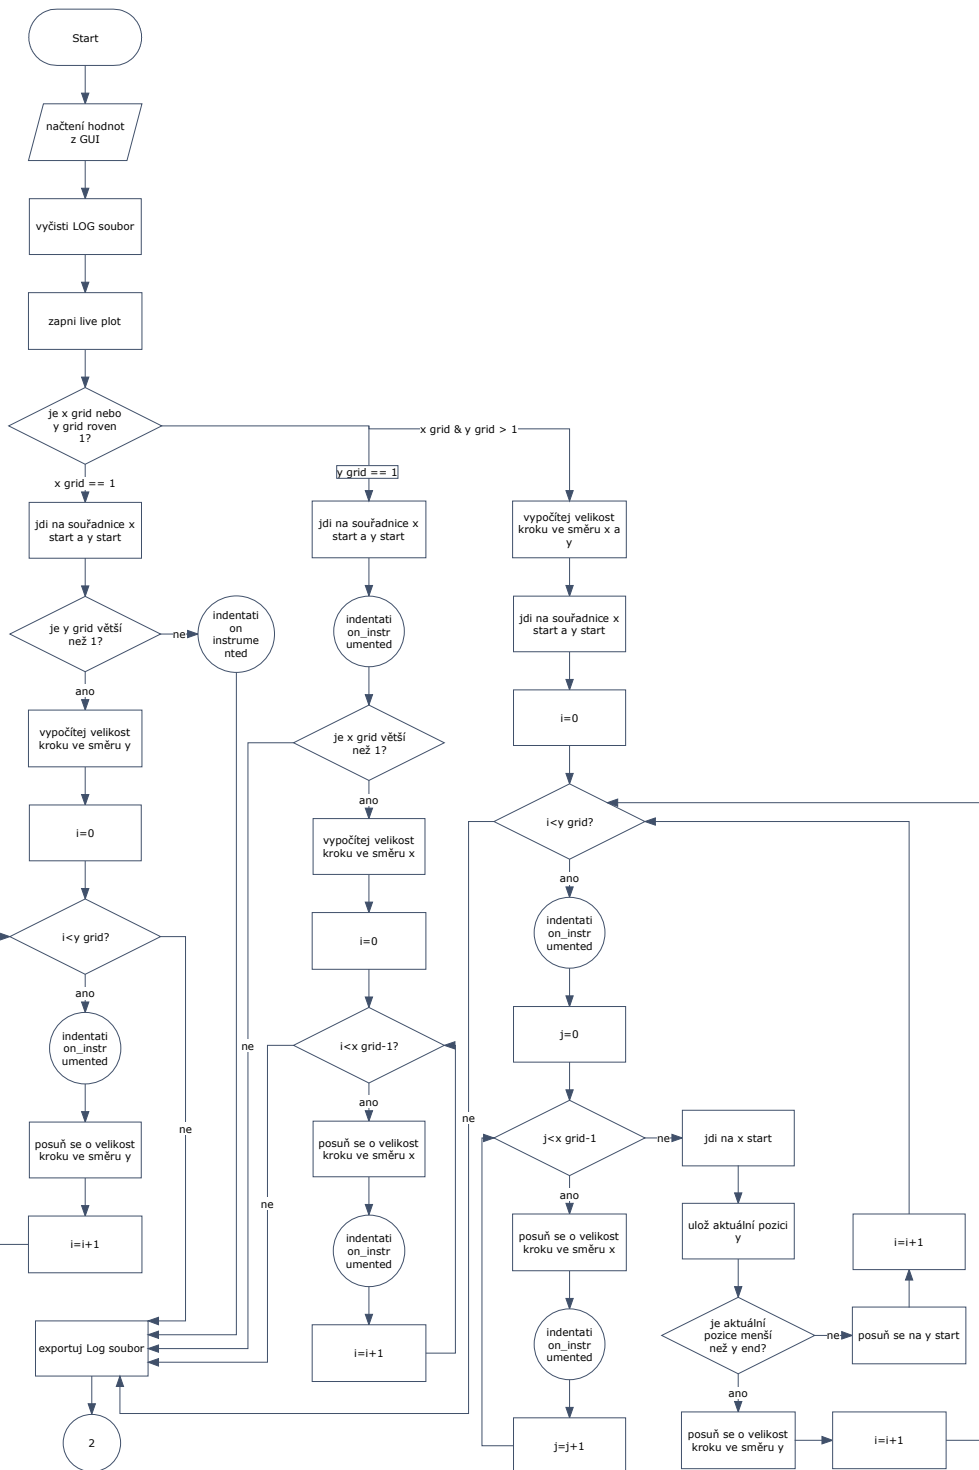 Start
načtení hodnot
z GUI
vyčisti LOG soubor
zapni live plot
je x grid nebo
y grid roven
1?
x grid & y grid > 1
y grid == 1
x grid == 1
jdi na souřadnice x
start a y start
jdi na souřadnice x
start a y start
vypočítej velikost
kroku ve směru x a
y
je y grid větší
než 1?
ne
indentati
on
instrume
nted
indentati
on_instr
umented
jdi na souřadnice x
start a y start
ano
vypočítej velikost
kroku ve směru y
je x grid větší
než 1?
i=0
ano
i=0
vypočítej velikost
kroku ve směru x
i<y grid?
ano
i<y grid?
i=0
indentati
on_instr
umented
ano
indentati
on_instr
umented
ne
i<x grid-1?
j=0
ano
posuň se o velikost
kroku ve směru y
ne
posuň se o velikost
kroku ve směru x
ne
j<x grid-1
ne
jdi na x start
ano
ne
i=i+1
indentati
on_instr
umented
posuň se o velikost
kroku ve směru x
ulož aktuální pozici
y
i=i+1
exportuj Log soubor
i=i+1
indentati
on_instr
umented
je aktuální
pozice menší
než y end?
ne
posuň se na y start
ano
2
j=j+1
posuň se o velikost
kroku ve směru y
i=i+1